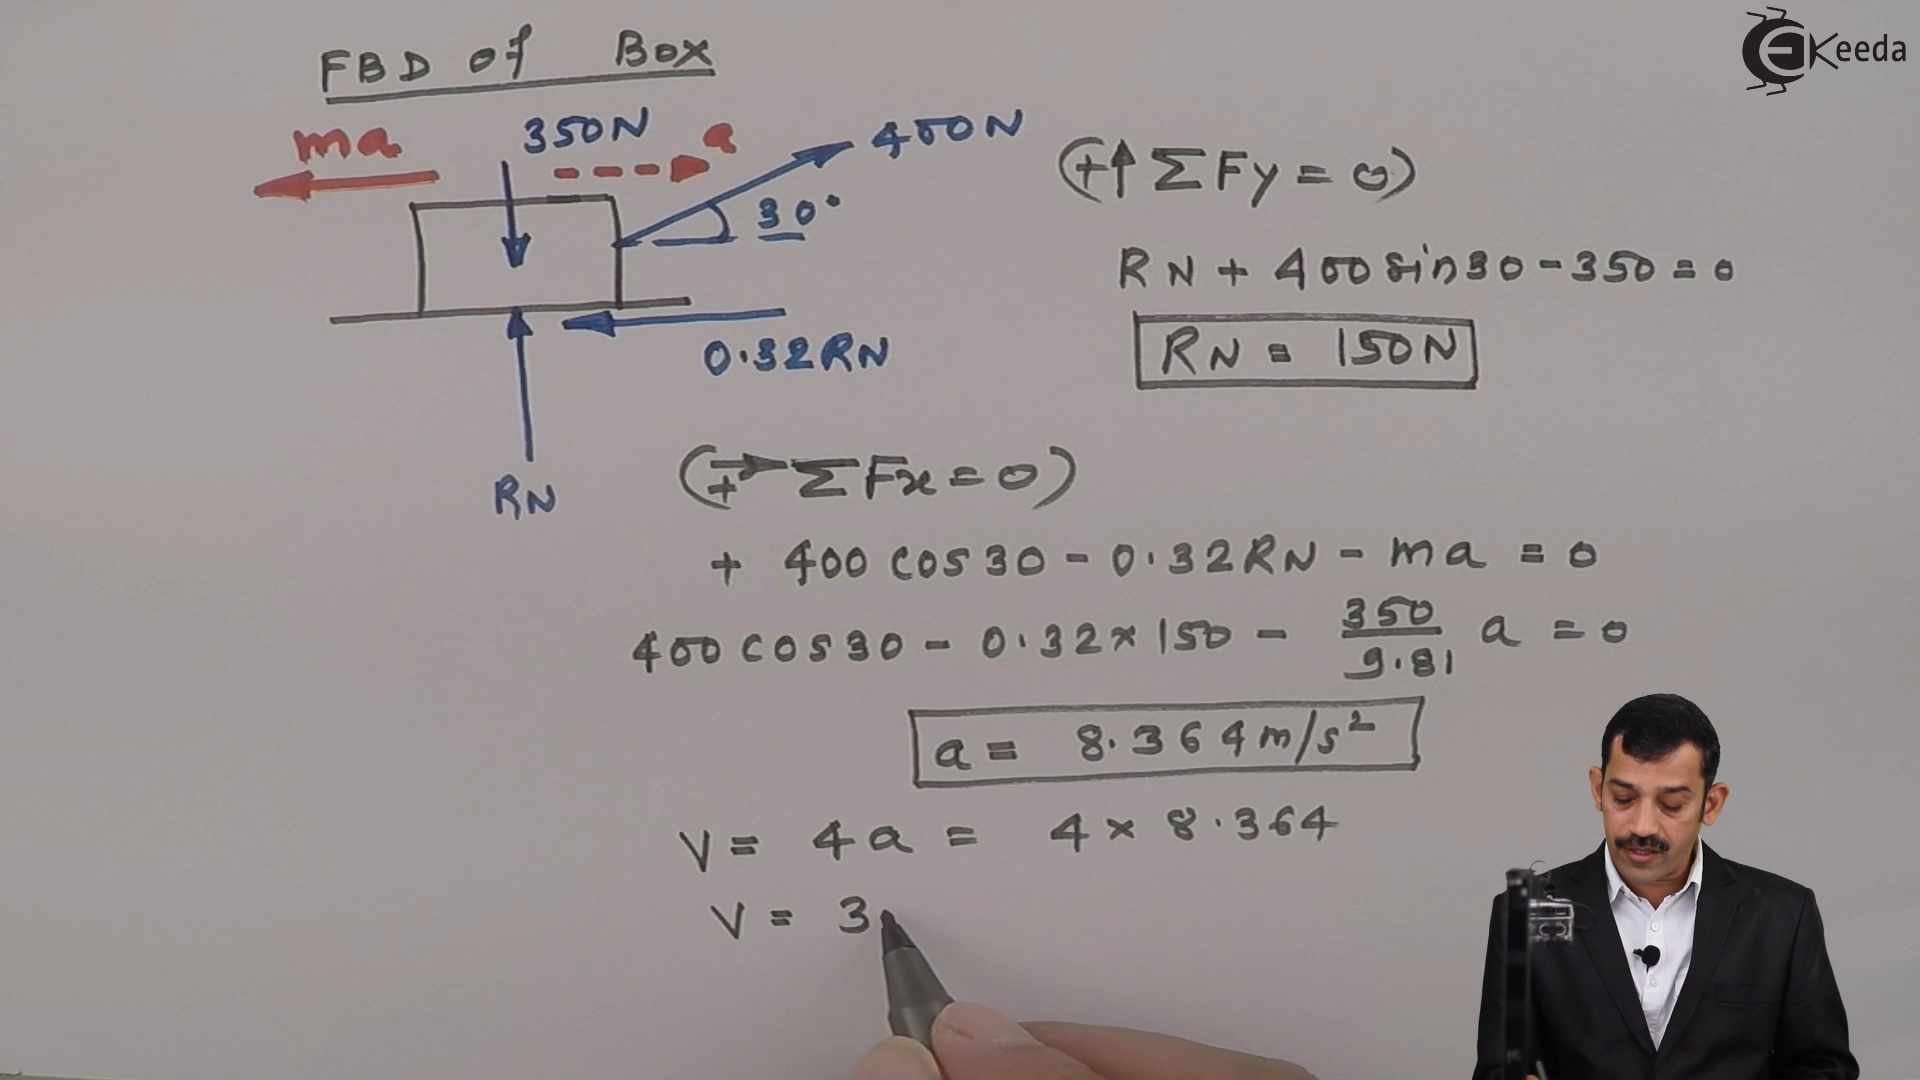 FBD of Box
ma
350N
a
400N
30°
0.32RN
RN
(+↑ ΣFy = 0)
RN + 400 sin30 - 350 = 0
RN = 150N
(+→ ΣFx = 0)
+ 400 cos30 - 0.32RN - ma = 0
400 cos30 - 0.32 × 150 - 350/9.81 a = 0
a = 8.364 m/s²
V = 4a = 4 × 8.364
V = 3
EKeeda